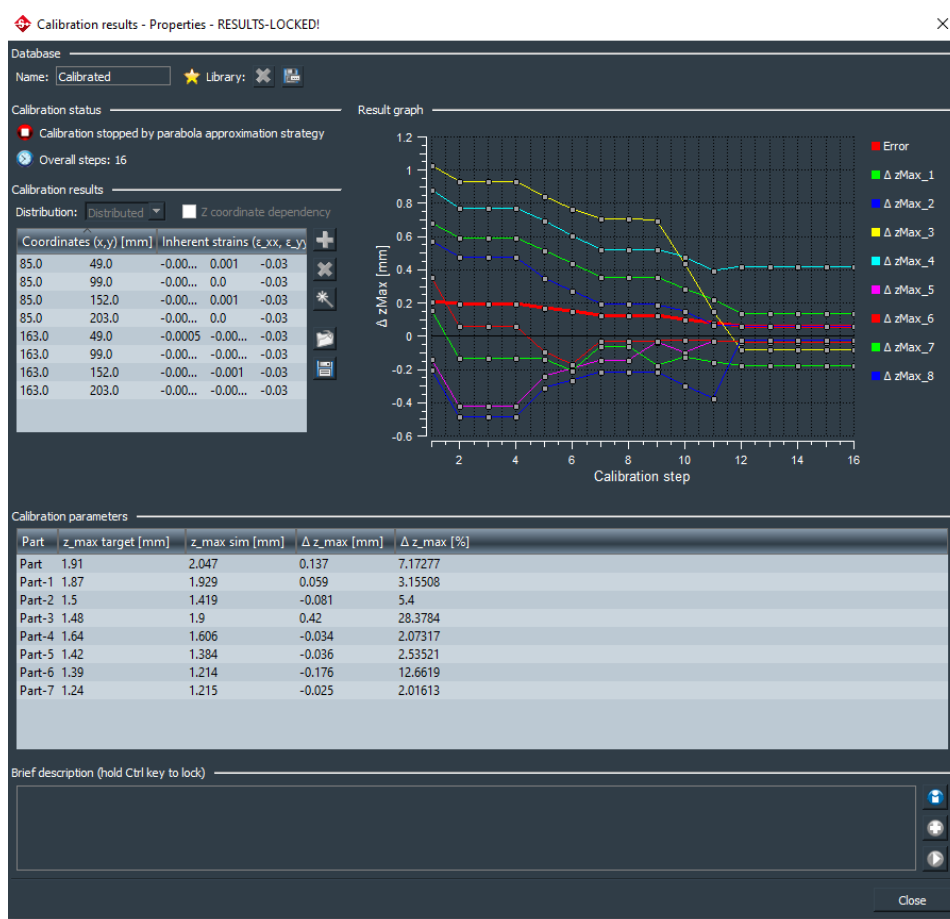 Calibration results - Properties - RESULTS-LOCKED!
Database
Name: Calibrated Library:
Calibration status
Calibration stopped by parabola approximation strategy
Overall steps: 16
Calibration results
Distribution: Distributed Z coordinate dependency
Coordinates (x,y) [mm] Inherent strains (ε_xx, ε_yy
85.0 49.0 -0.00... 0.001 -0.03
85.0 99.0 -0.00... 0.0 -0.03
85.0 152.0 -0.00... 0.001 -0.03
85.0 203.0 -0.00... 0.0 -0.03
163.0 49.0 -0.0005 -0.00... -0.03
163.0 99.0 -0.00... -0.00... -0.03
163.0 152.0 -0.00... -0.001 -0.03
163.0 203.0 -0.00... -0.00... -0.03
Result graph
Δ zMax [mm]
1.2
1
0.8
0.6
0.4
0.2
0
-0.2
-0.4
-0.6
2 4 6 8 10 12 14 16
Calibration step
Error
Δ zMax_1
Δ zMax_2
Δ zMax_3
Δ zMax_4
Δ zMax_5
Δ zMax_6
Δ zMax_7
Δ zMax_8
Calibration parameters
Part z_max target [mm] z_max sim [mm] Δ z_max [mm] Δ z_max [%]
Part 1.91 2.047 0.137 7.17277
Part-1 1.87 1.929 0.059 3.15508
Part-2 1.5 1.419 -0.081 5.4
Part-3 1.48 1.9 0.42 28.3784
Part-4 1.64 1.606 -0.034 2.07317
Part-5 1.42 1.384 -0.036 2.53521
Part-6 1.39 1.214 -0.176 12.6619
Part-7 1.24 1.215 -0.025 2.01613
Brief description (hold Ctrl key to lock)
Close